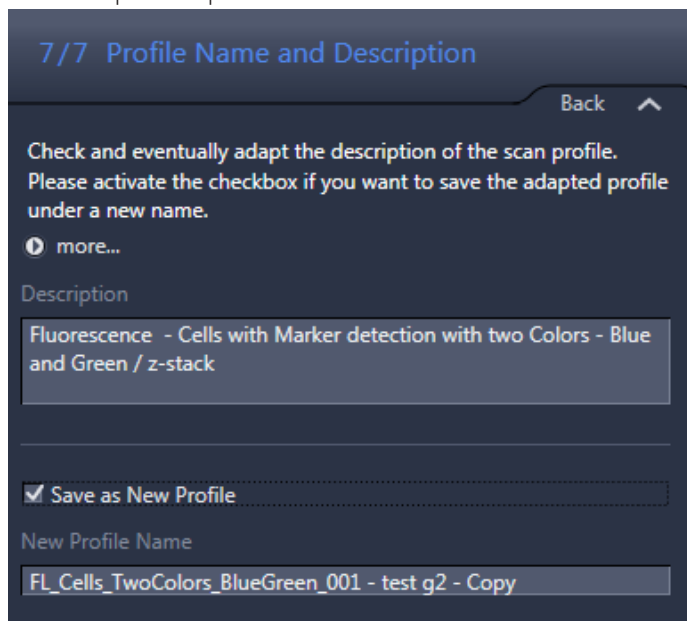 7/7 Profile Name and Description
Back
Check and eventually adapt the description of the scan profile.
Please activate the checkbox if you want to save the adapted profile
under a new name.
more...
Description
Fluorescence - Cells with Marker detection with two Colors - Blue
and Green / z-stack
Save as New Profile
New Profile Name
FL_Cells_TwoColors_BlueGreen_001 - test g2 - Copy